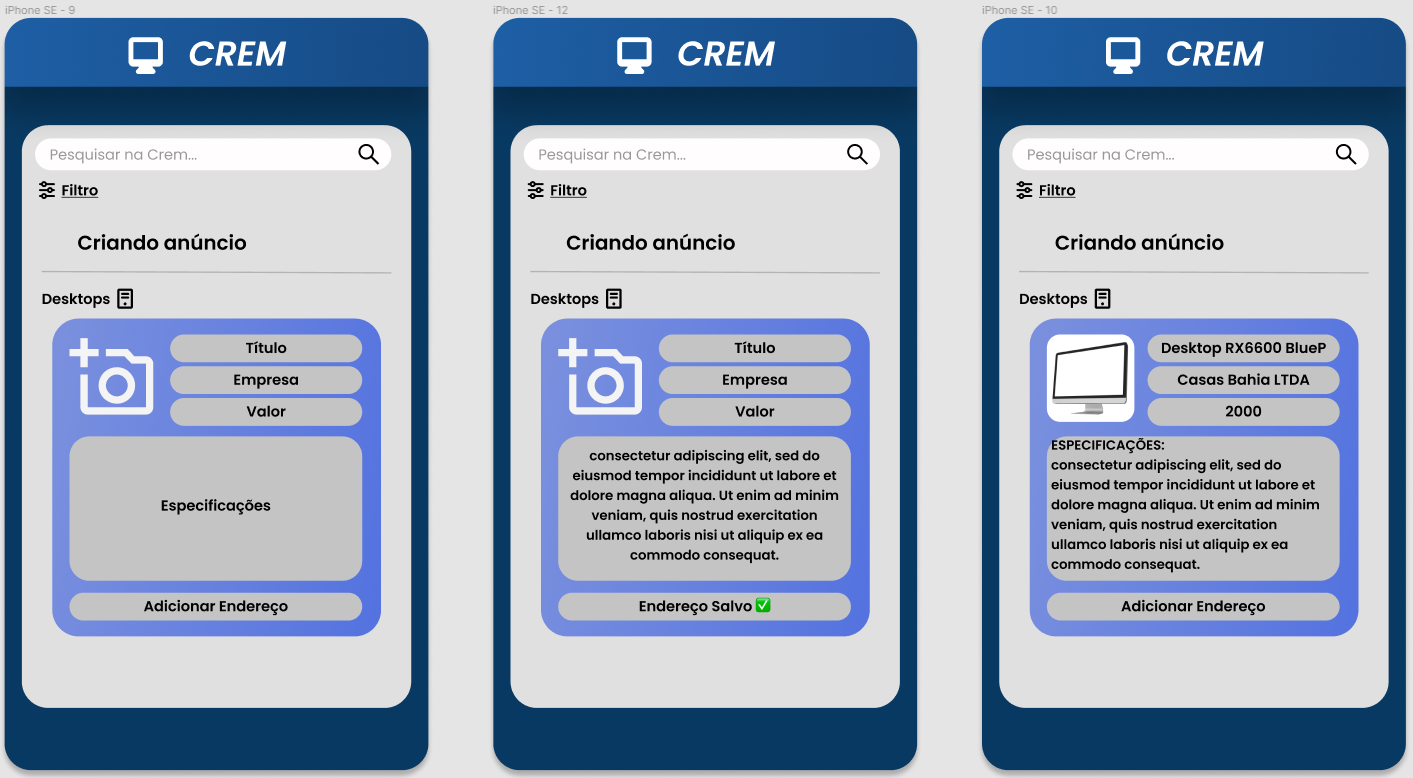 iPhone SE - 9
CREM
Pesquisar na Crem...
Filtro
Criando anúncio
Desktops
Título
Empresa
Valor
Especificações
Adicionar Endereço
iPhone SE - 12
CREM
Pesquisar na Crem...
Filtro
Criando anúncio
Desktops
Título
Empresa
Valor
consectetur adipiscing elit, sed do
eiusmod tempor incididunt ut labore et
dolore magna aliqua. Ut enim ad minim
veniam, quis nostrud exercitation
ullamco laboris nisi ut aliquip ex ea
commodo consequat.
Endereço Salvo ✅
iPhone SE - 10
CREM
Pesquisar na Crem...
Filtro
Criando anúncio
Desktops
Desktop RX6600 BlueP
Casas Bahia LTDA
2000
ESPECIFICAÇÕES:
consectetur adipiscing elit, sed do
eiusmod tempor incididunt ut labore et
dolore magna aliqua. Ut enim ad minim
veniam, quis nostrud exercitation
ullamco laboris nisi ut aliquip ex ea
commodo consequat.
Adicionar Endereço